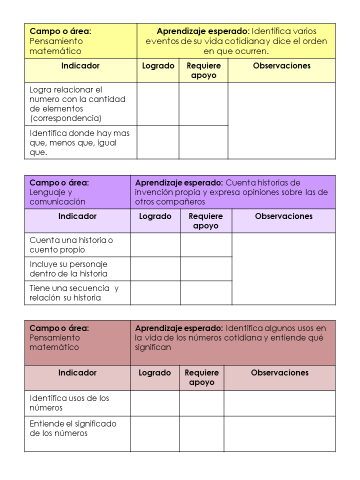 Campo o área:
Pensamiento
matemático
Aprendizaje esperado: Identifica varios
eventos de su vida cotidiana y dice el orden
en que ocurren.
Indicador
Logrado
Requiere
apoyo
Observaciones
Logra relacionar el
numero con la cantidad
de elementos
(correspondencia)
Identifica donde hay mas
que, menos que, igual
que.
Campo o área:
Lenguaje y
comunicación
Aprendizaje esperado: Cuenta historias de
invención propia y expresa opiniones sobre las de
otros compañeros
Indicador
Logrado
Requiere
apoyo
Observaciones
Cuenta una historia o
cuento propio
Incluye su personaje
dentro de la historia
Tiene una secuencia y
relación su historia
Campo o área:
Pensamiento
matemático
Aprendizaje esperado: Identifica algunos usos en
la vida de los números cotidiana y entiende qué
significan
Indicador
Logrado
Requiere
apoyo
Observaciones
Identifica usos de los
números
Entiende el significado
de los números